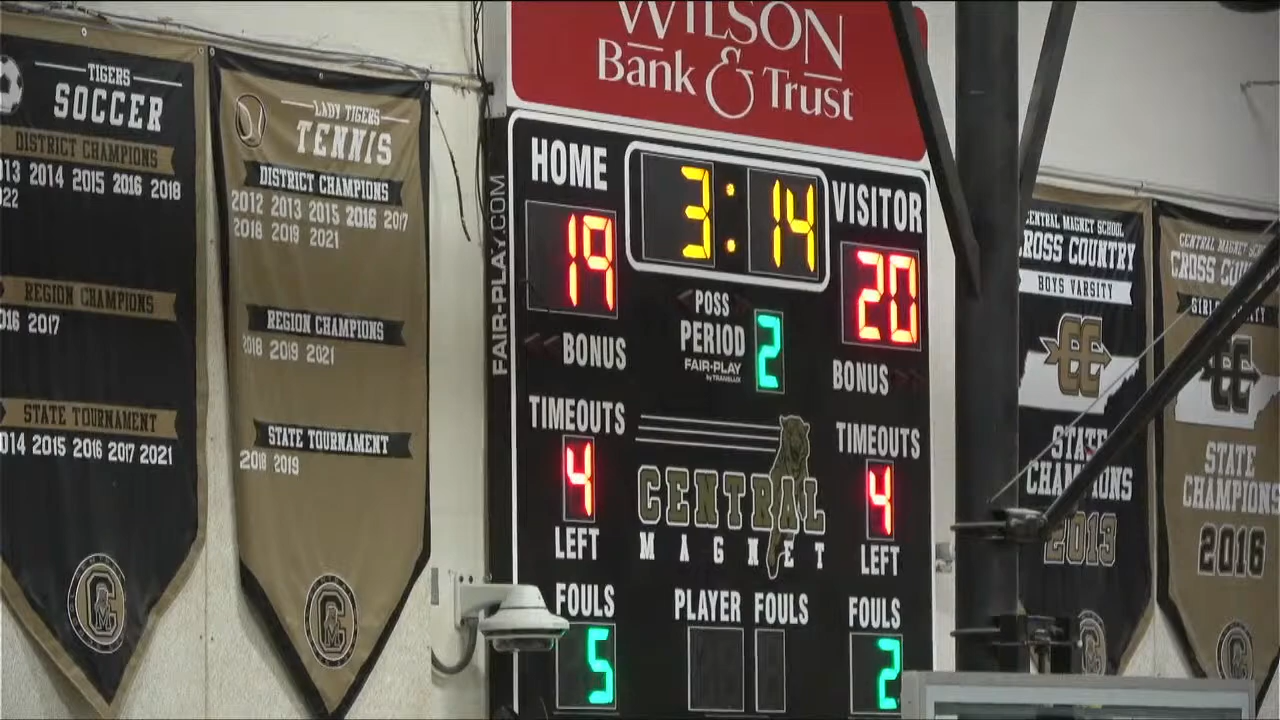 TIGERS
SOCCER
DISTRICT CHAMPIONS
13 2014 2015 2016 2018
22
REGION CHAMPIONS
016 2017
STATE TOURNAMENT
014 2015 2016 2017 2021
LADY TIGERS
TENNIS
DISTRICT CHAMPIONS
2012 2013 2015 2016 2017
2018 2019 2021
REGION CHAMPIONS
2018 2019 2021
STATE TOURNAMENT
2018 2019
WILSON
Bank & Trust
FAIR-PLAY.COM
HOME
3:14
VISITOR
19
20
POSS
PERIOD
2
FAIR-PLAY
by TRANS-LUX
BONUS
BONUS
TIMEOUTS
TIMEOUTS
4
4
LEFT
LEFT
CENTRAL
MAGNET
FOULS
PLAYER FOULS
FOULS
5
2
CENTRAL MAGNET SCHOOL
CROSS COUNTRY
BOYS VARSITY
STATE
CHAMPIONS
2013
CENTRAL MAGNET
CROSS
STATE
CHAMPIONS
2016